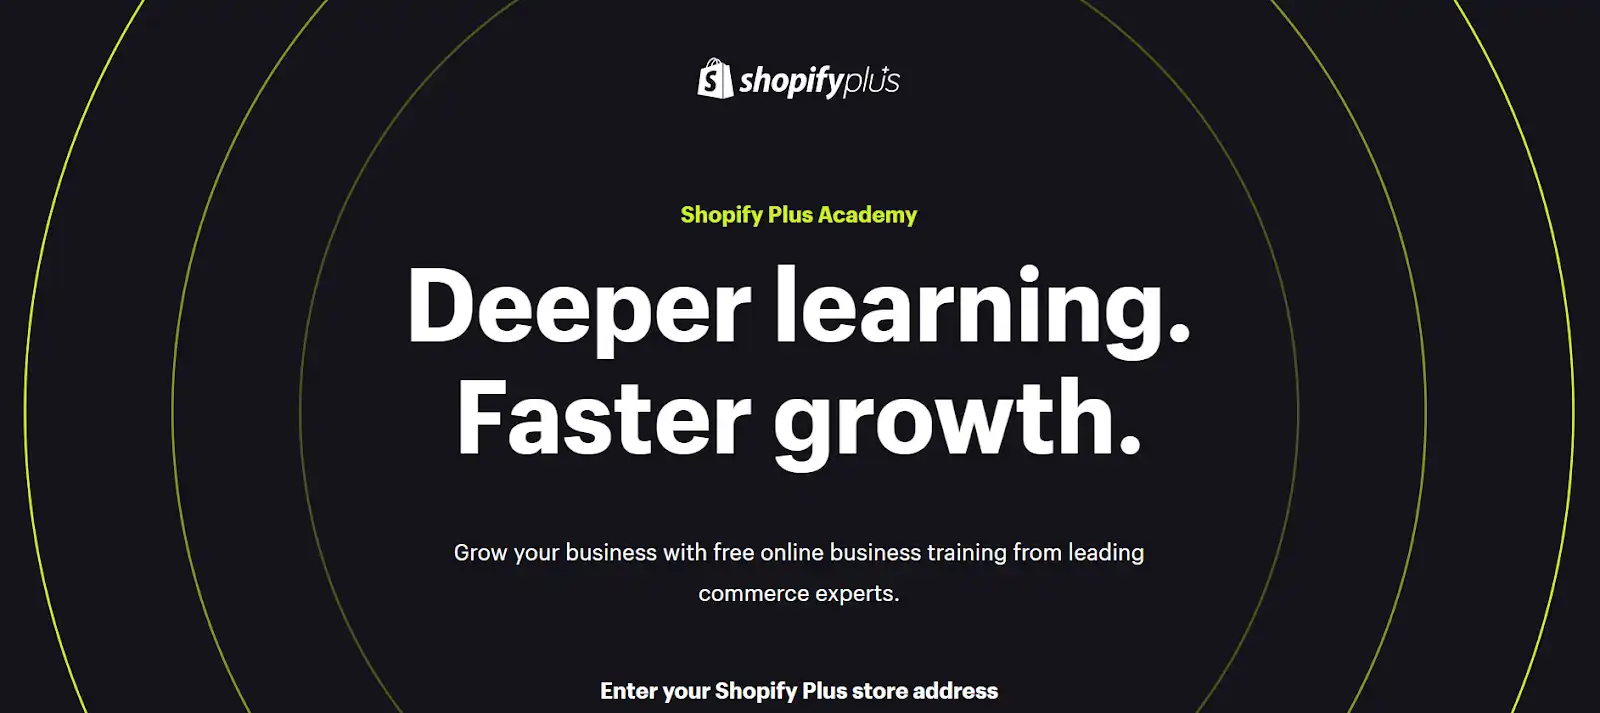 shopifyplus
Shopify Plus Academy
Deeper learning.
Faster growth.
Grow your business with free online business training from leading
commerce experts.
Enter your Shopify Plus store address